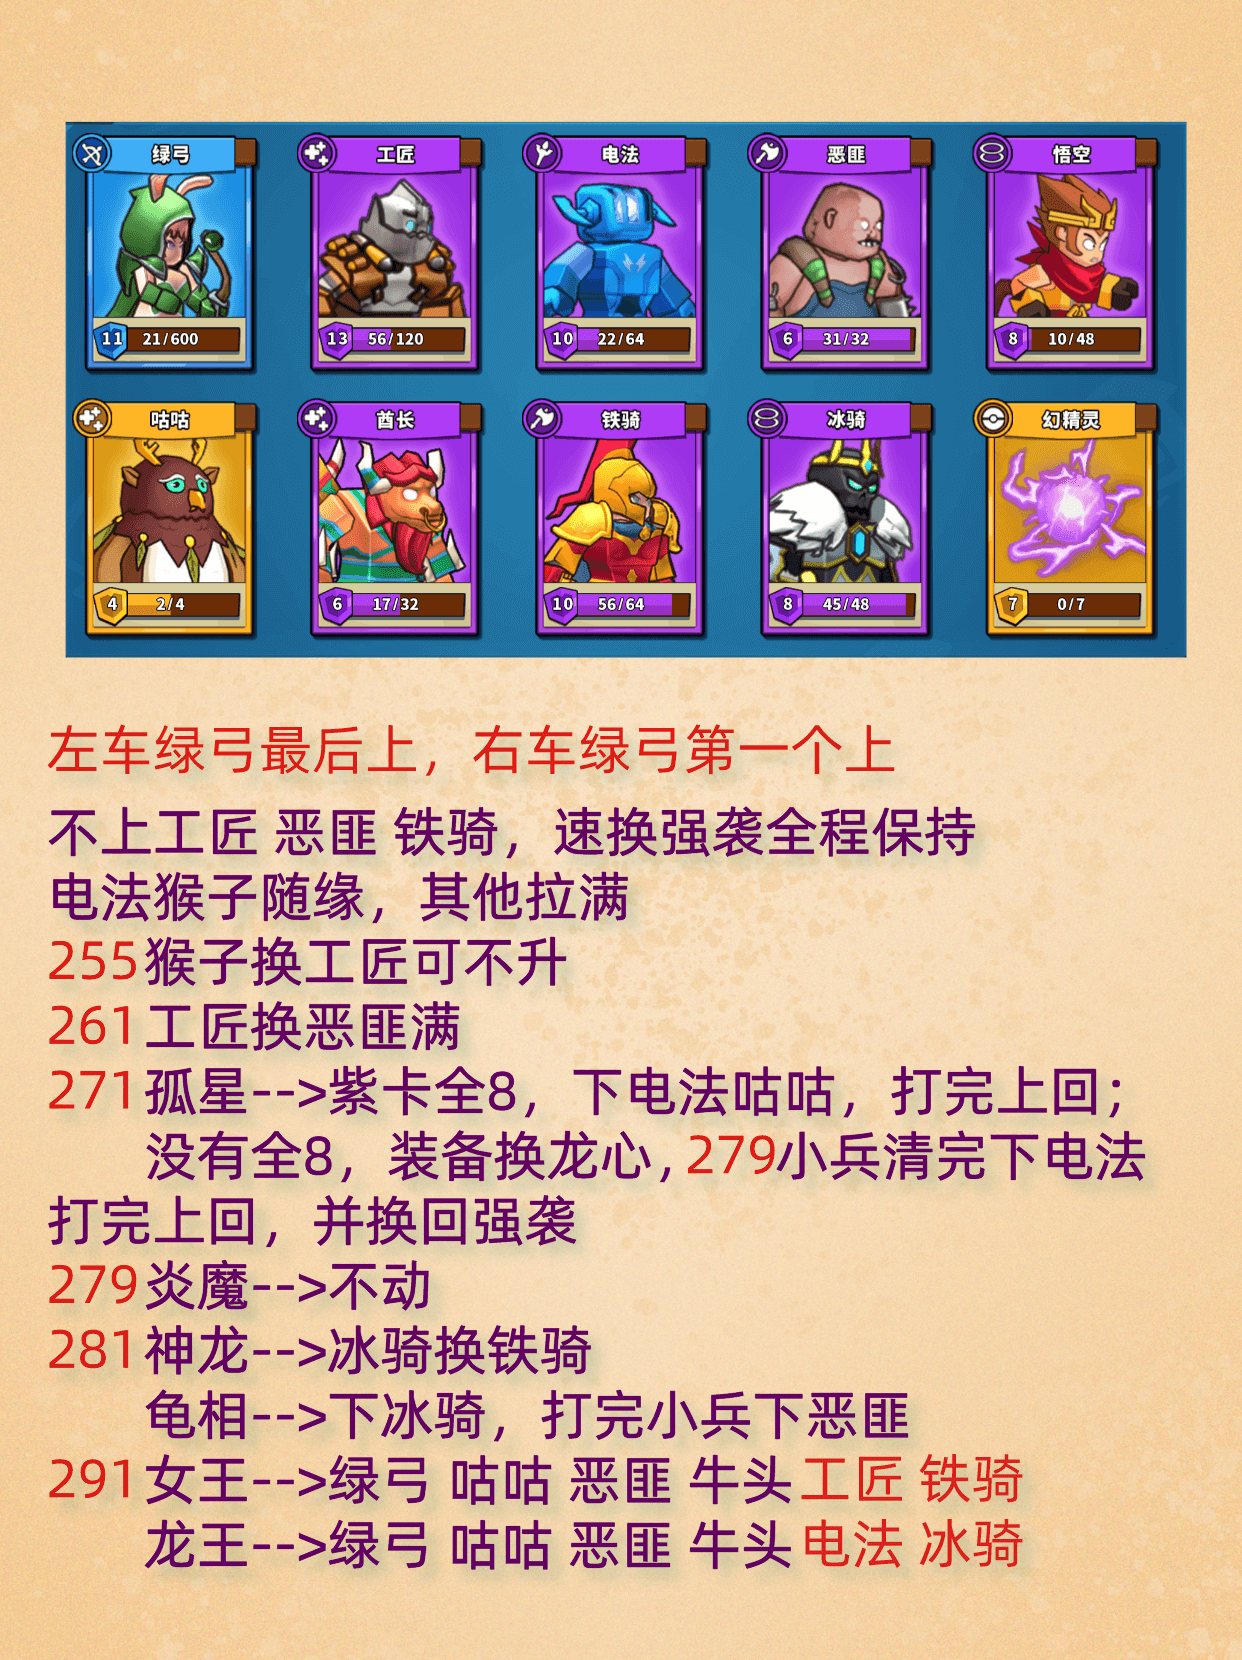 绿弓 工匠 电法 恶匪 悟空
11 21/600 13 56/120 10 22/64 6 31/32 8 10/48
咕咕 酋长 铁骑 冰骑 幻精灵
4 2/4 6 17/32 10 56/64 8 45/48 7 0/7
左车绿弓最后上，右车绿弓第一个上
不上工匠 恶匪 铁骑，速换强袭全程保持
电法猴子随缘，其他拉满
255猴子换工匠可不升
261工匠换恶匪满
271孤星-->紫卡全8，下电法咕咕，打完上回；
没有全8，装备换龙心,279小兵清完下电法
打完上回，并换回强袭
279炎魔-->不动
281神龙-->冰骑换铁骑
龟相-->下冰骑，打完小兵下恶匪
291女王-->绿弓 咕咕 恶匪 牛头工匠 铁骑
龙王-->绿弓 咕咕 恶匪 牛头电法 冰骑